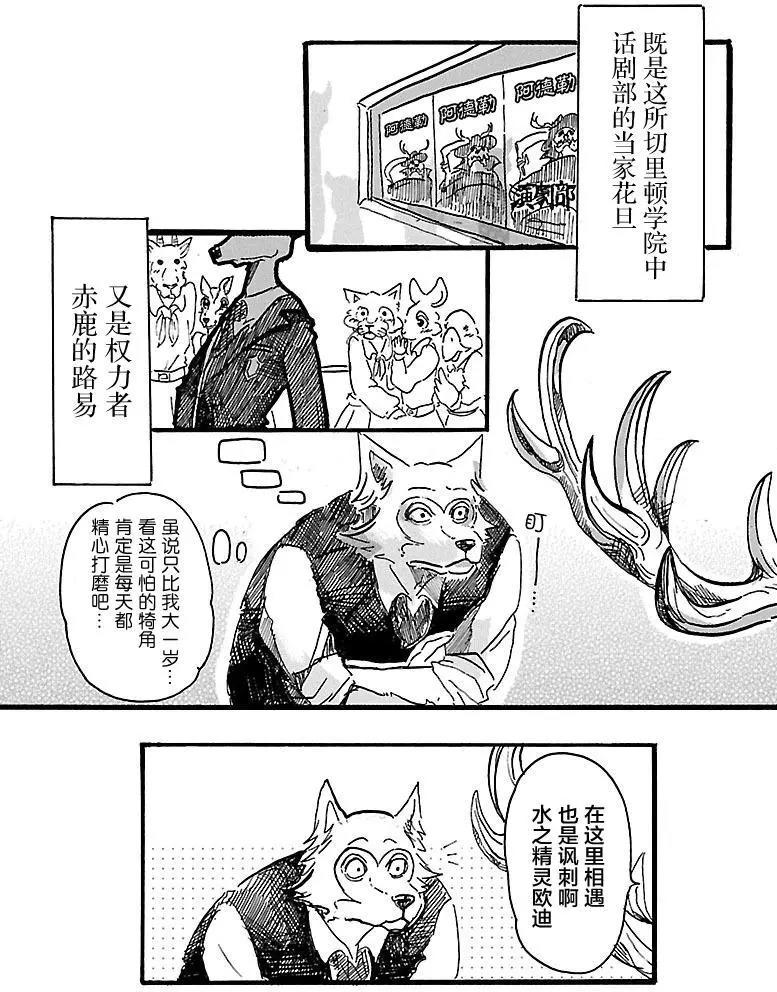 既是这所切里顿学院中
话剧部的当家花旦
阿德勒
阿德勒
阿德勒
演劇部
又是权力者
赤鹿的路易
盯
虽说只比我大一岁…
看这可怕的犄角
肯定是每天都
精心打磨吧…
在这里相遇
也是讽刺啊
水之精灵欧迪